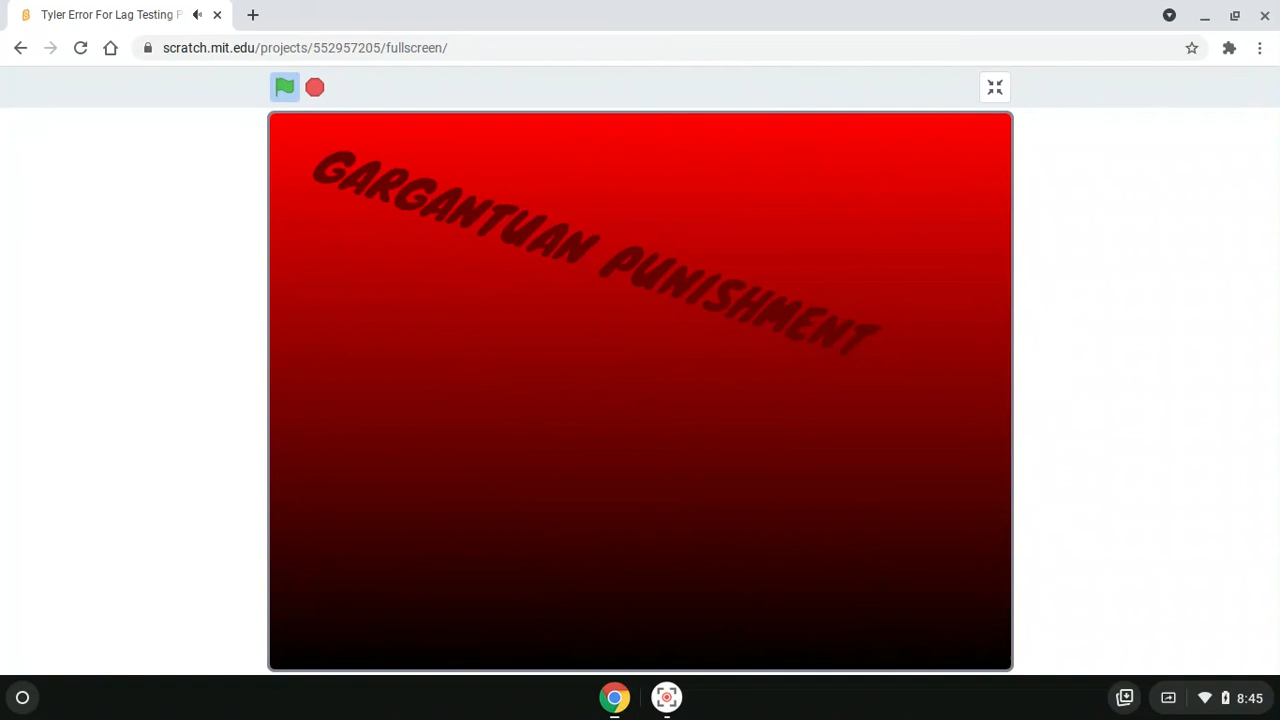 Tyler Error For Lag Testing P
scratch.mit.edu/projects/552957205/fullscreen/
GARGANTUAN PUNISHMENT
8:45